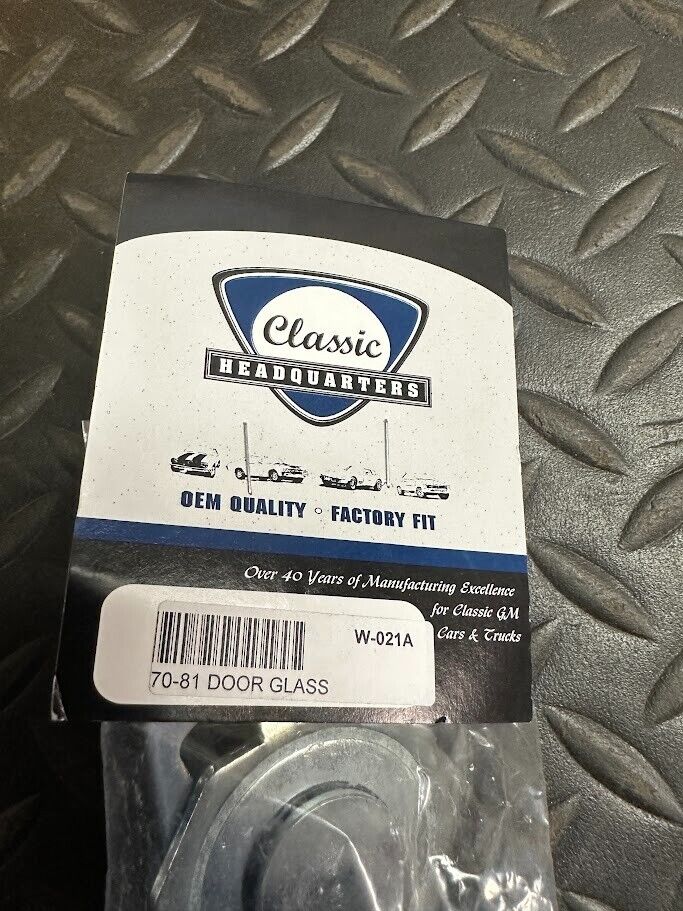 Classic
HEADQUARTERS
OEM QUALITY ◦ FACTORY FIT
Over 40 Years of Manufacturing Excellence
for Classic GM
Cars & Trucks
W-021A
70-81 DOOR GLASS